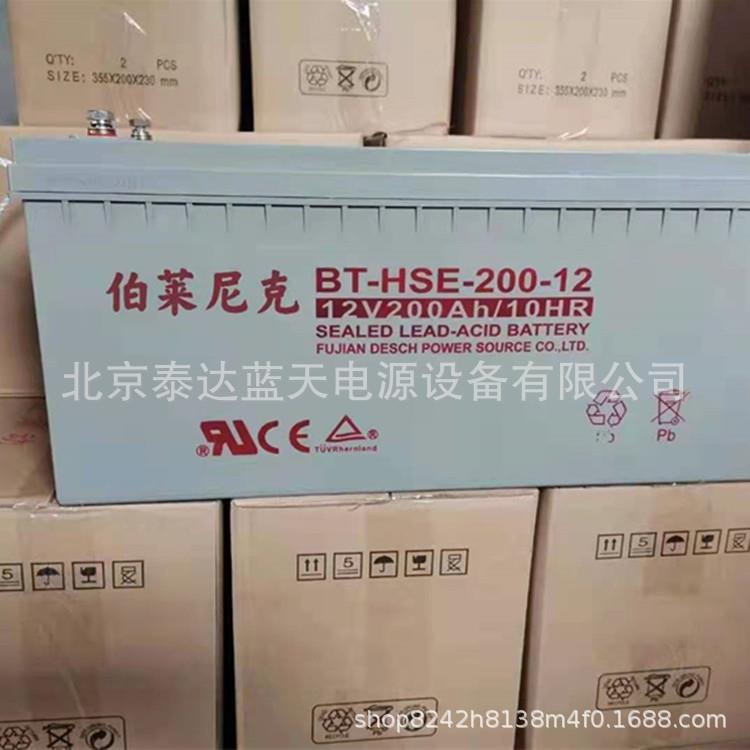 Q'TY: 2 PCS
SIZE: 355X200X230 mm
Q'TY: 2 PCS
SIZE: 355X200X230 mm
伯莱尼克
BT-HSE-200-12
12V200Ah/10HR
SEALED LEAD-ACID BATTERY
FUJIAN DESCH POWER SOURCE CO.,LTD.
北京泰达蓝天电源设备有限公司
CE
TÜVRhernland
Pb
Pb
5
5
5
shop8242h8138m4f0.1688.com